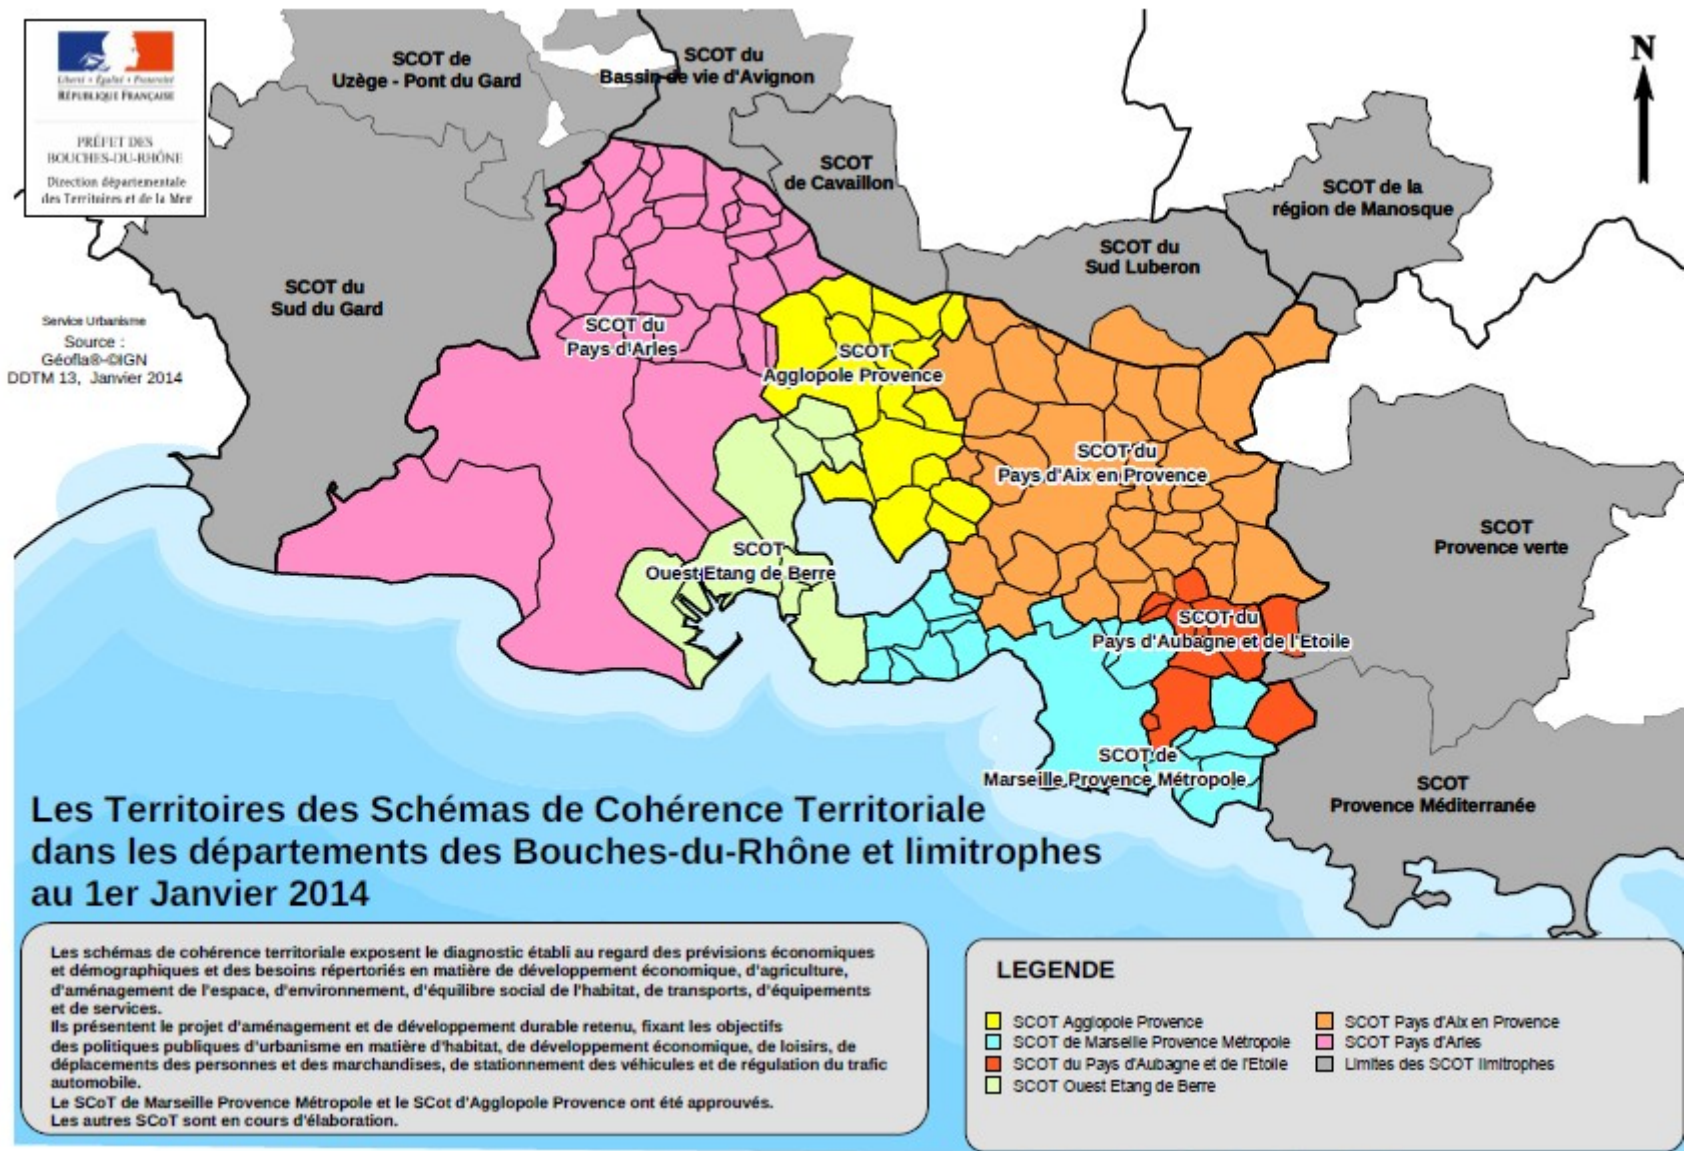 Liberté • Égalité • Fraternité
RÉPUBLIQUE FRANÇAISE
PRÉFET DES
BOUCHES-DU-RHÔNE
Direction départementale
des Territoires et de la Mer
Service Urbanisme
Source :
Géofla®-©IGN
DDTM 13, Janvier 2014
SCOT de
Uzège - Pont du Gard
SCOT du
Bassin de vie d'Avignon
SCOT
de Cavaillon
SCOT de la
région de Manosque
SCOT du
Sud Luberon
N
SCOT du
Sud du Gard
SCOT du
Pays d'Arles
SCOT
Agglopole Provence
SCOT du
Pays d'Aix en Provence
SCOT
Provence verte
SCOT
Ouest Etang de Berre
SCOT du
Pays d'Aubagne et de l'Etoile
SCOT de
Marseille Provence Métropole
SCOT
Provence Méditerranée
Les Territoires des Schémas de Cohérence Territoriale
dans les départements des Bouches-du-Rhône et limitrophes
au 1er Janvier 2014
Les schémas de cohérence territoriale exposent le diagnostic établi au regard des prévisions économiques
et démographiques et des besoins répertoriés en matière de développement économique, d'agriculture,
d'aménagement de l'espace, d'environnement, d'équilibre social de l'habitat, de transports, d'équipements
et de services.
Ils présentent le projet d'aménagement et de développement durable retenu, fixant les objectifs
des politiques publiques d'urbanisme en matière d'habitat, de développement économique, de loisirs, de
déplacements des personnes et des marchandises, de stationnement des véhicules et de régulation du trafic
automobile.
Le SCoT de Marseille Provence Métropole et le SCot d'Agglopole Provence ont été approuvés.
Les autres SCoT sont en cours d'élaboration.
LEGENDE
SCOT Agglopole Provence
SCOT de Marseille Provence Métropole
SCOT du Pays d'Aubagne et de l'Etoile
SCOT Ouest Etang de Berre
SCOT Pays d'Aix en Provence
SCOT Pays d'Arles
Limites des SCOT limitrophes